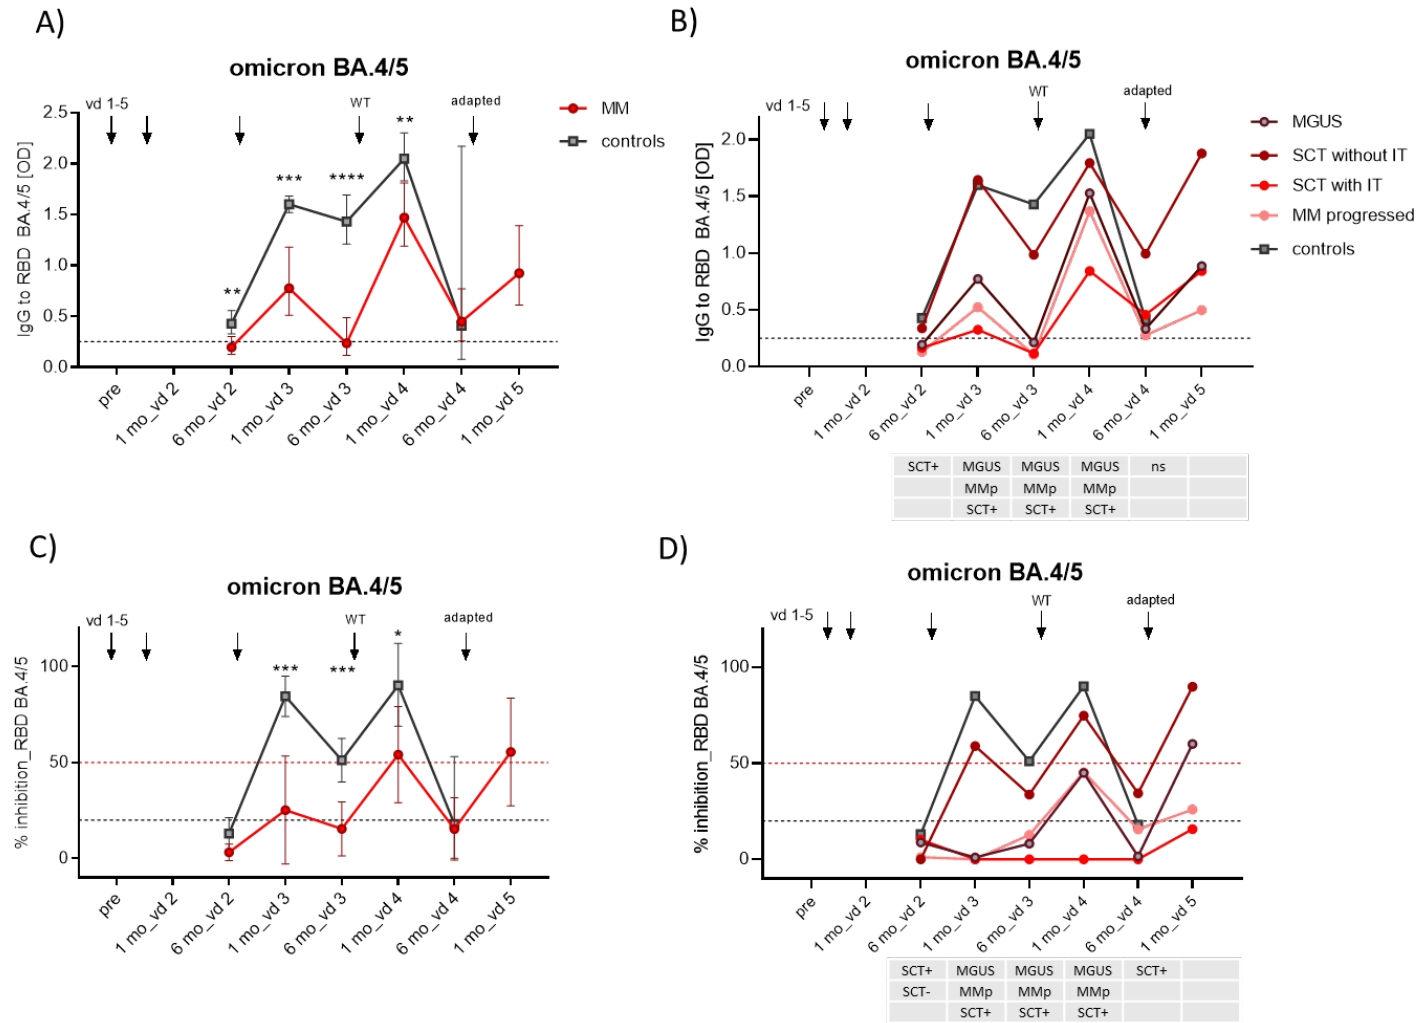 A)
omicron BA.4/5
vd 1-5
WT
adapted
IgG to RBD BA.4/5 [OD]
2.5
2.0
1.5
1.0
0.5
0.0
**
***
****
**
MM
controls
pre
1 mo_vd 2
6 mo_vd 2
1 mo_vd 3
6 mo_vd 3
1 mo_vd 4
6 mo_vd 4
1 mo_vd 5
B)
omicron BA.4/5
vd 1-5
WT
adapted
IgG to RBD BA.4/5 [OD]
2.0
1.5
1.0
0.5
0.0
MGUS
SCT without IT
SCT with IT
MM progressed
controls
pre
1 mo_vd 2
6 mo_vd 2
1 mo_vd 3
6 mo_vd 3
1 mo_vd 4
6 mo_vd 4
1 mo_vd 5
SCT+ MGUS MGUS MGUS ns
MMp MMp MMp
SCT+ SCT+ SCT+
C)
omicron BA.4/5
vd 1-5
WT
adapted
% inhibition_RBD BA.4/5
100
50
0
***
***
*
pre
1 mo_vd 2
6 mo_vd 2
1 mo_vd 3
6 mo_vd 3
1 mo_vd 4
6 mo_vd 4
1 mo_vd 5
D)
omicron BA.4/5
vd 1-5
WT
adapted
% inhibition_RBD BA.4/5
100
50
0
pre
1 mo_vd 2
6 mo_vd 2
1 mo_vd 3
6 mo_vd 3
1 mo_vd 4
6 mo_vd 4
1 mo_vd 5
SCT+ MGUS MGUS MGUS SCT+
SCT- MMp MMp MMp
SCT+ SCT+ SCT+